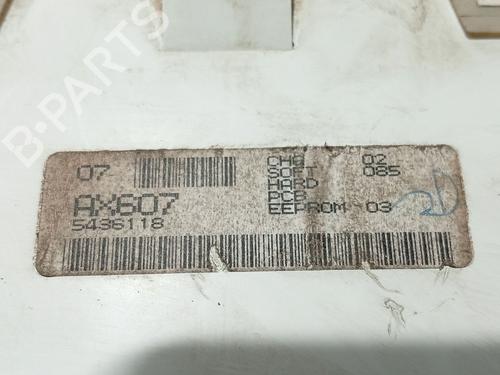 B-PARTS
07
CHG 02
SOFT 085
HARD
PCB
EEPROM 03
AX607
5436118